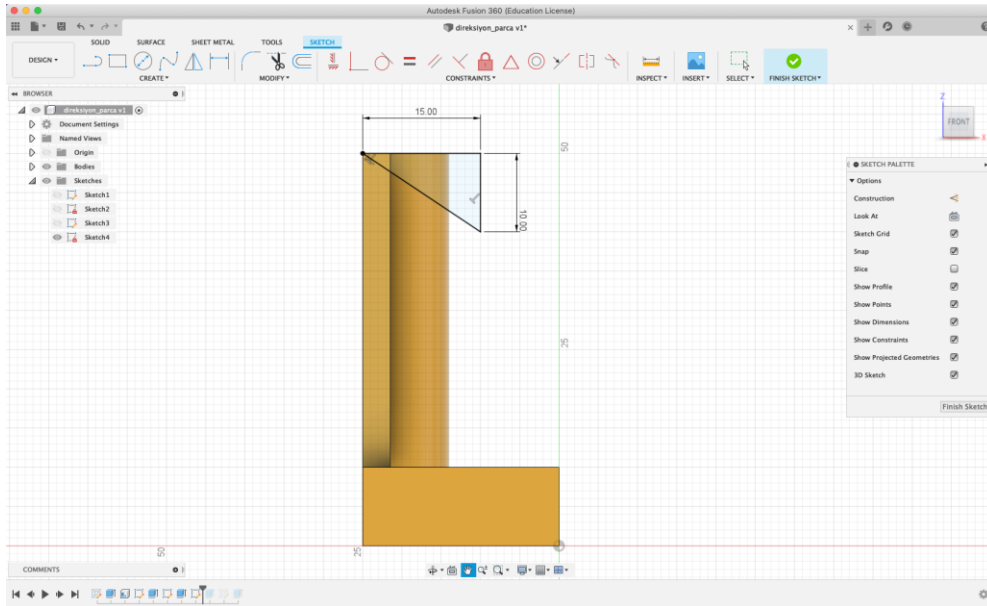 Autodesk Fusion 360 (Education License)
direksiyon_parca v1*
SOLID SURFACE SHEET METAL TOOLS SKETCH
DESIGN
CREATE MODIFY CONSTRAINTS INSPECT INSERT SELECT FINISH SKETCH
BROWSER
direksiyon_parca v1
Document Settings
Named Views
Origin
Bodies
Sketches
Sketch1
Sketch2
Sketch3
Sketch4
15.00
10.00
50
25
50
25
Z
FRONT
X
SKETCH PALETTE
Options
Construction
Look At
Sketch Grid
Snap
Slice
Show Profile
Show Points
Show Dimensions
Show Constraints
Show Projected Geometries
3D Sketch
Finish Sketch
COMMENTS